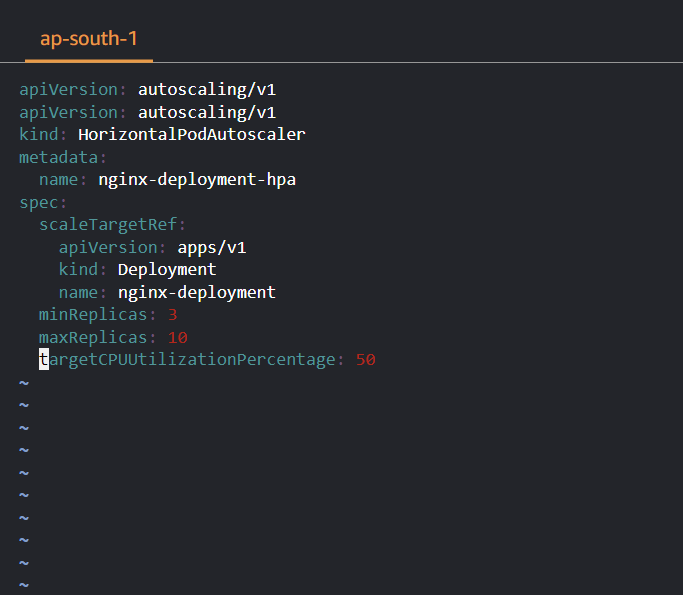 ap-south-1
apiVersion: autoscaling/v1
apiVersion: autoscaling/v1
kind: HorizontalPodAutoscaler
metadata:
  name: nginx-deployment-hpa
spec:
  scaleTargetRef:
    apiVersion: apps/v1
    kind: Deployment
    name: nginx-deployment
  minReplicas: 3
  maxReplicas: 10
  targetCPUUtilizationPercentage: 50
~
~
~
~
~
~
~
~
~
~